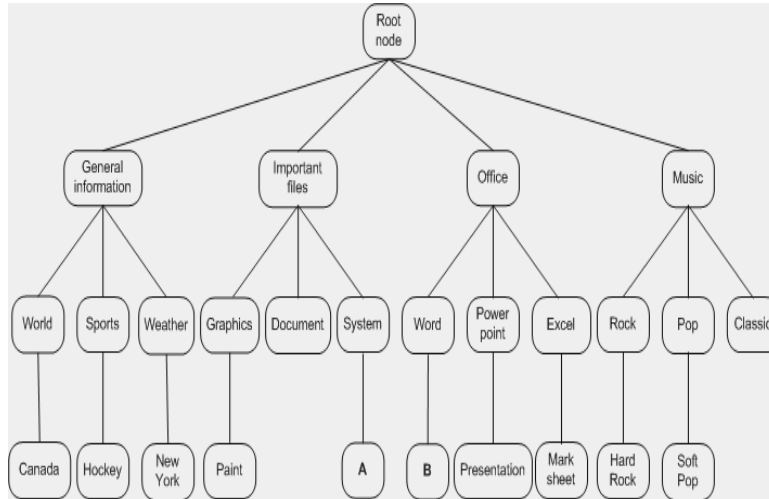 Root
node
General
information
Important
files
Office
Music
World
Sports
Weather
Graphics
Document
System
Word
Power
point
Excel
Rock
Pop
Classic
Canada
Hockey
New
York
Paint
A
B
Presentation
Mark
sheet
Hard
Rock
Soft
Pop